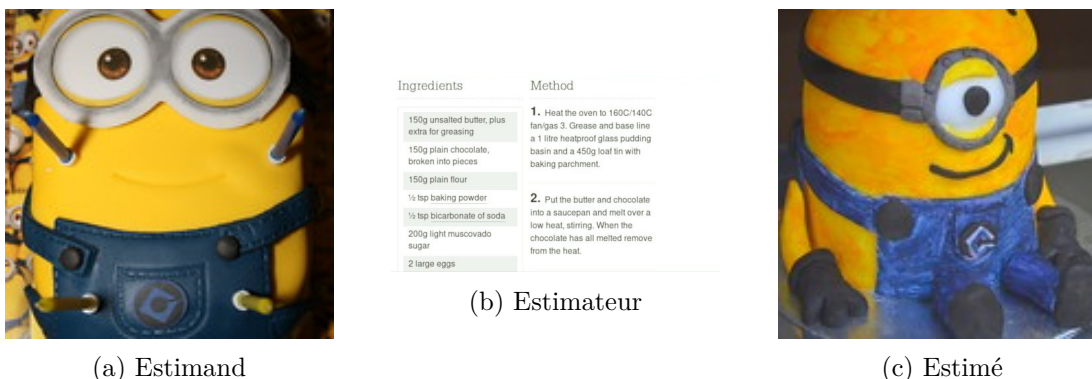 Ingredients
150g unsalted butter, plus
extra for greasing
150g plain chocolate,
broken into pieces
150g plain flour
½ tsp baking powder
½ tsp bicarbonate of soda
200g light muscovado
sugar
2 large eggs
Method
1. Heat the oven to 160C/140C
fan/gas 3. Grease and base line
a 1 litre heatproof glass pudding
basin and a 450g loaf tin with
baking parchment.
2. Put the butter and chocolate
into a saucepan and melt over a
low heat, stirring. When the
chocolate has all melted remove
from the heat.
(b) Estimateur
(a) Estimand
(c) Estimé